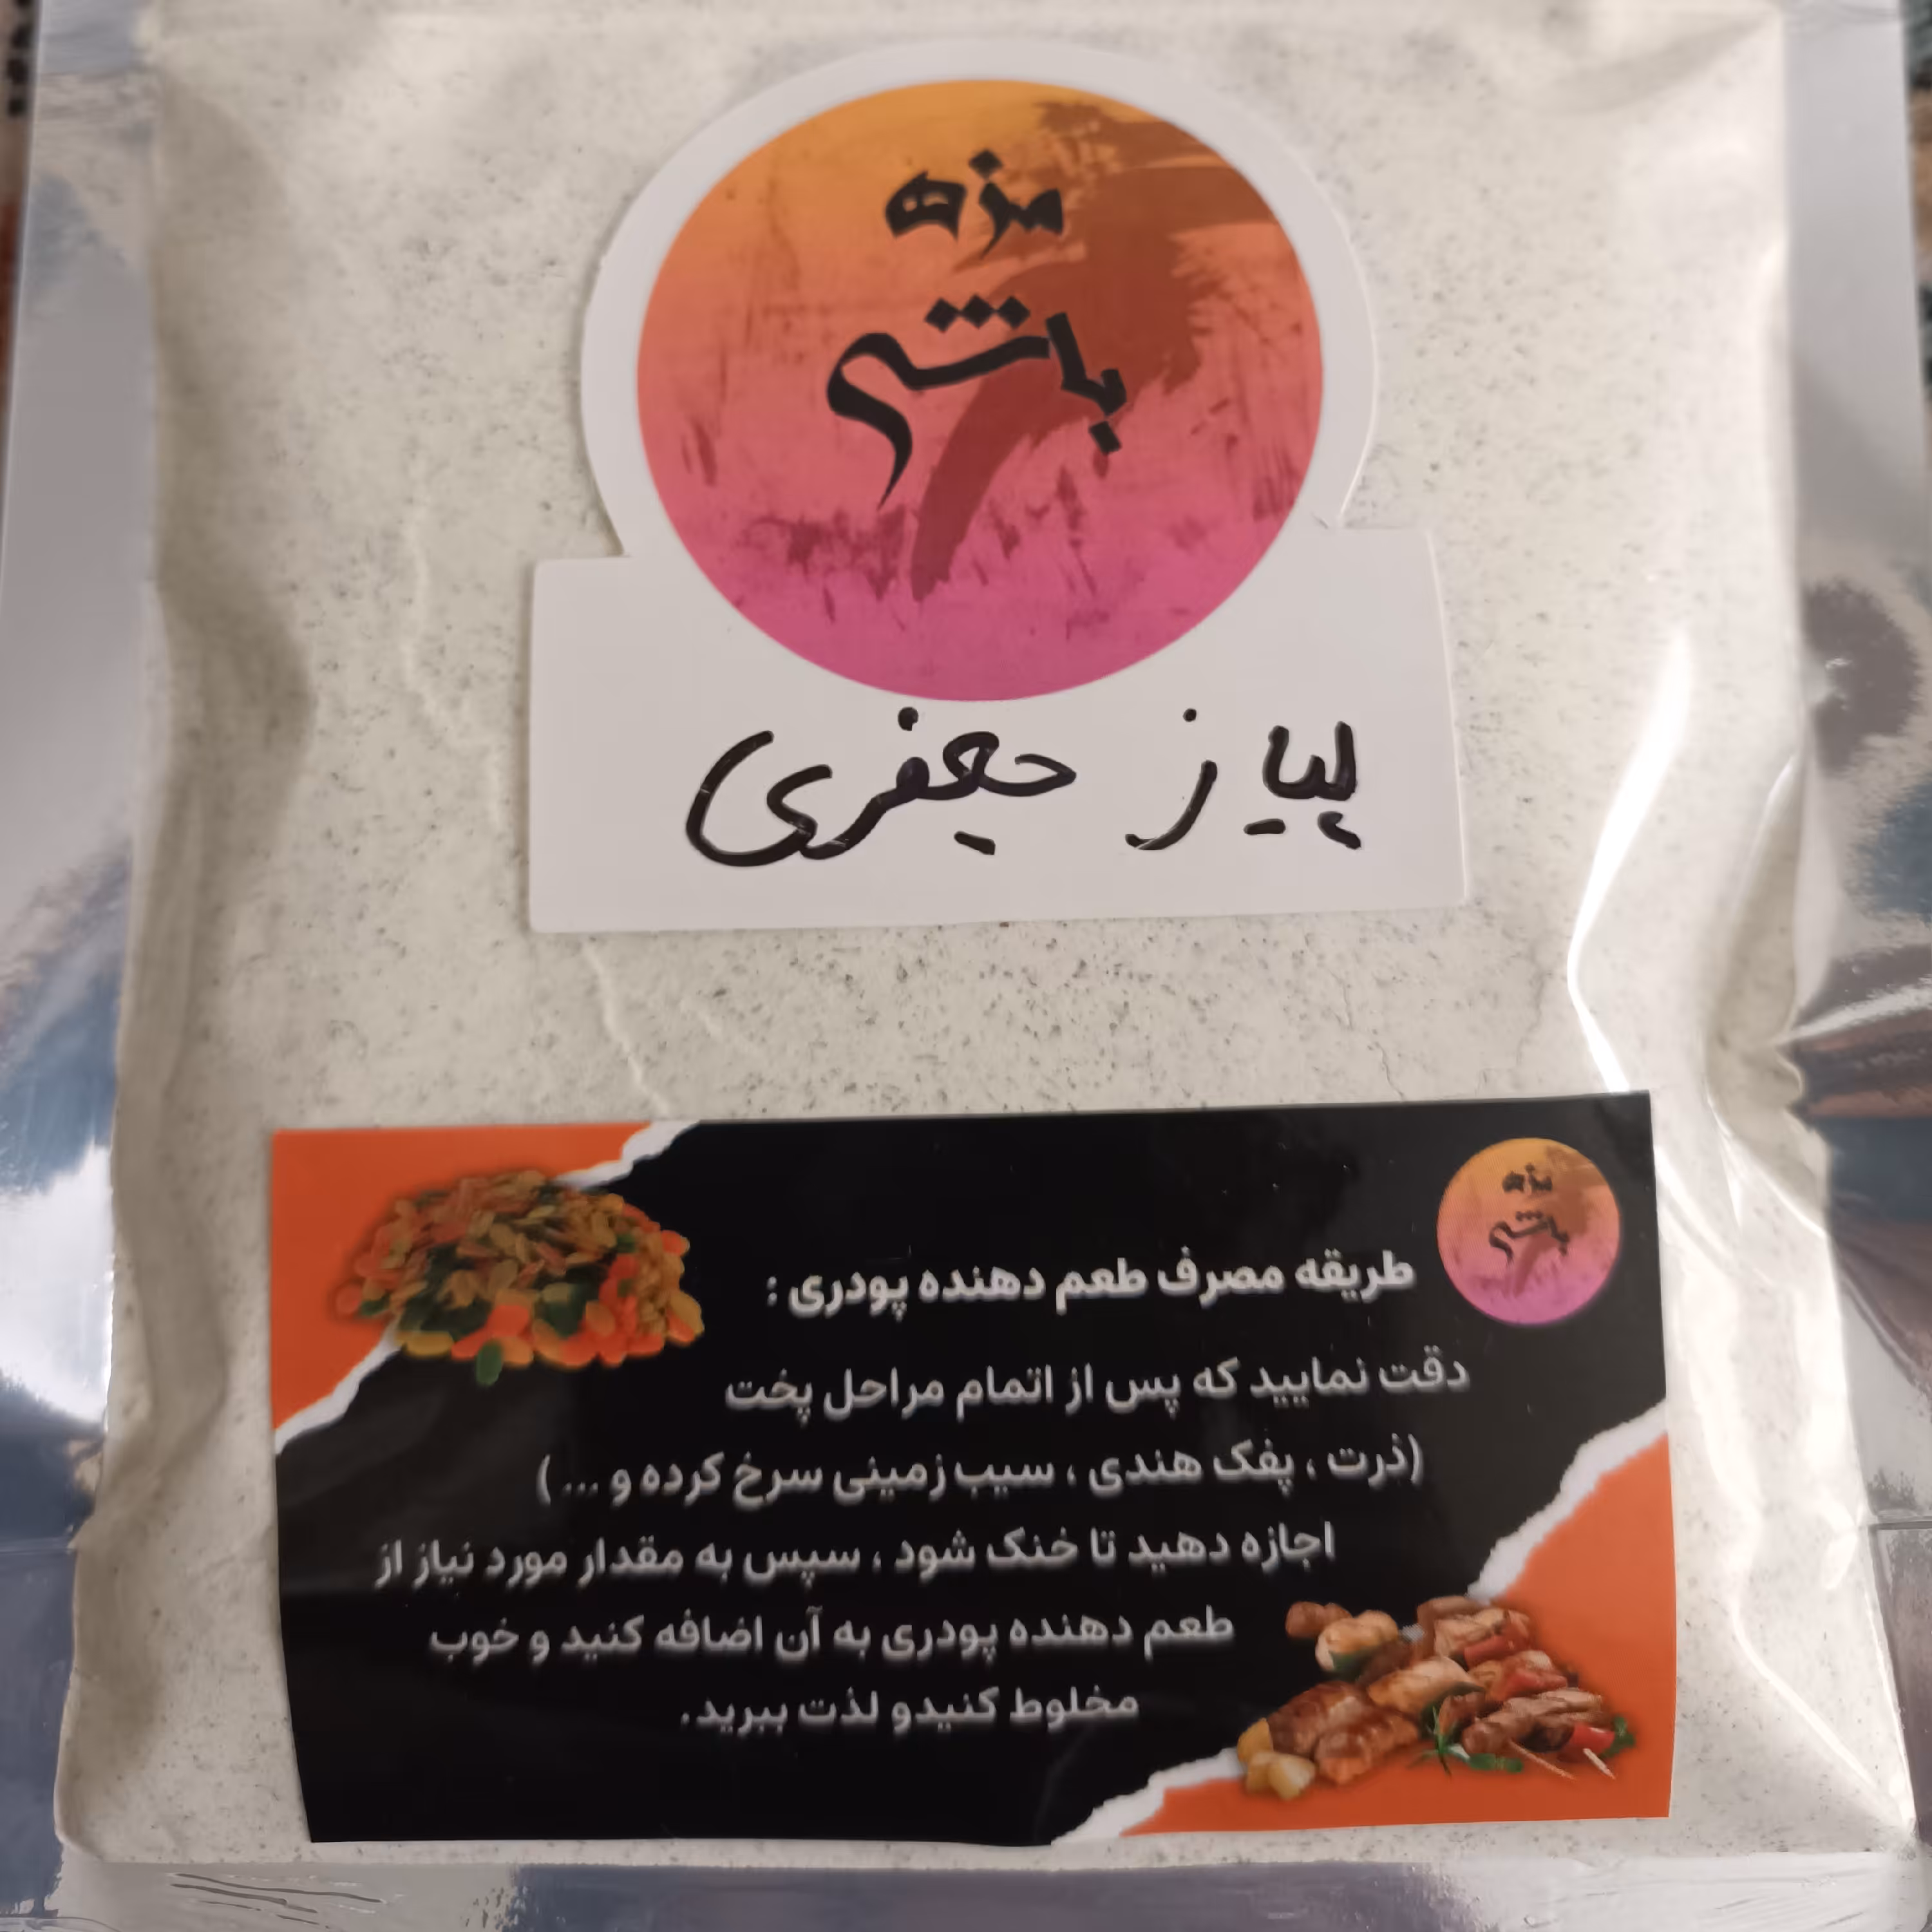 مزه
باشی
پیاز جعفری
مزه
باشی
طریقه مصرف طعم دهنده پودری :
دقت نمایید که پس از اتمام مراحل پخت
(ذرت ، پفک هندی ، سیب زمینی سرخ کرده و ... )
اجازه دهید تا خنک شود ، سپس به مقدار مورد نیاز از
طعم دهنده پودری به آن اضافه کنید و خوب
مخلوط کنیدو لذت ببرید.